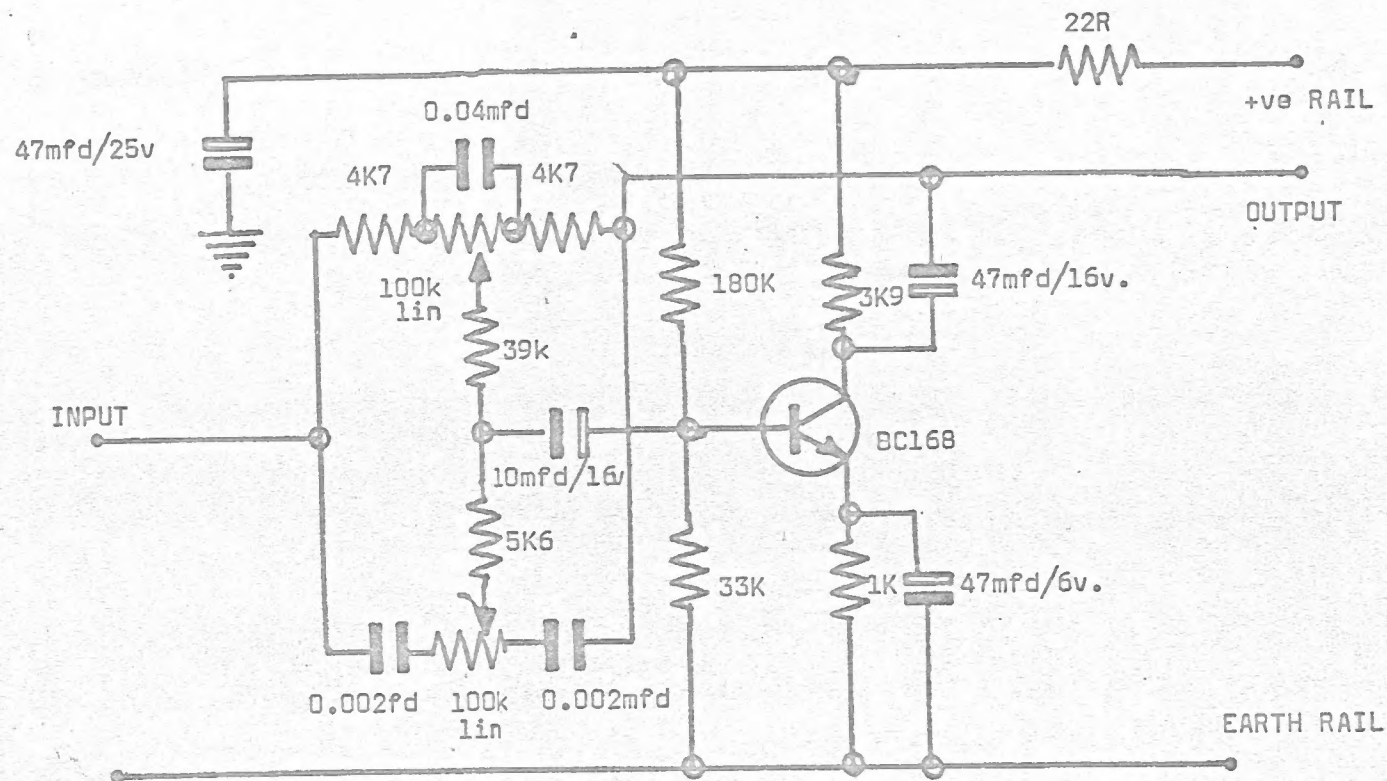 22R
+ve RAIL
0.04mfd
47mfd/25v
4K7
4K7
OUTPUT
180K
3K9
47mfd/16v.
100k
lin
39k
INPUT
BC168
10mfd/16v
5K6
33K
1K
47mfd/6v.
0.002fd
100k
lin
0.002mfd
EARTH RAIL